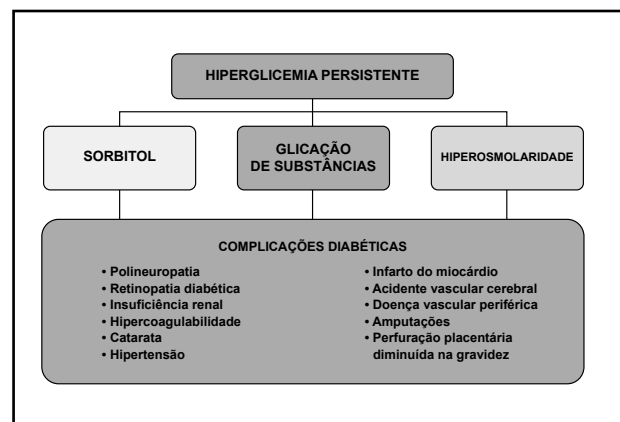 HIPERGLICEMIA PERSISTENTE
SORBITOL
GLICAÇÃO
DE SUBSTÂNCIAS
HIPEROSMOLARIDADE
COMPLICAÇÕES DIABÉTICAS
• Polineuropatia
• Retinopatia diabética
• Insuficiência renal
• Hipercoagulabilidade
• Catarata
• Hipertensão
• Infarto do miocárdio
• Acidente vascular cerebral
• Doença vascular periférica
• Amputações
• Perfuração placentária
diminuída na gravidez